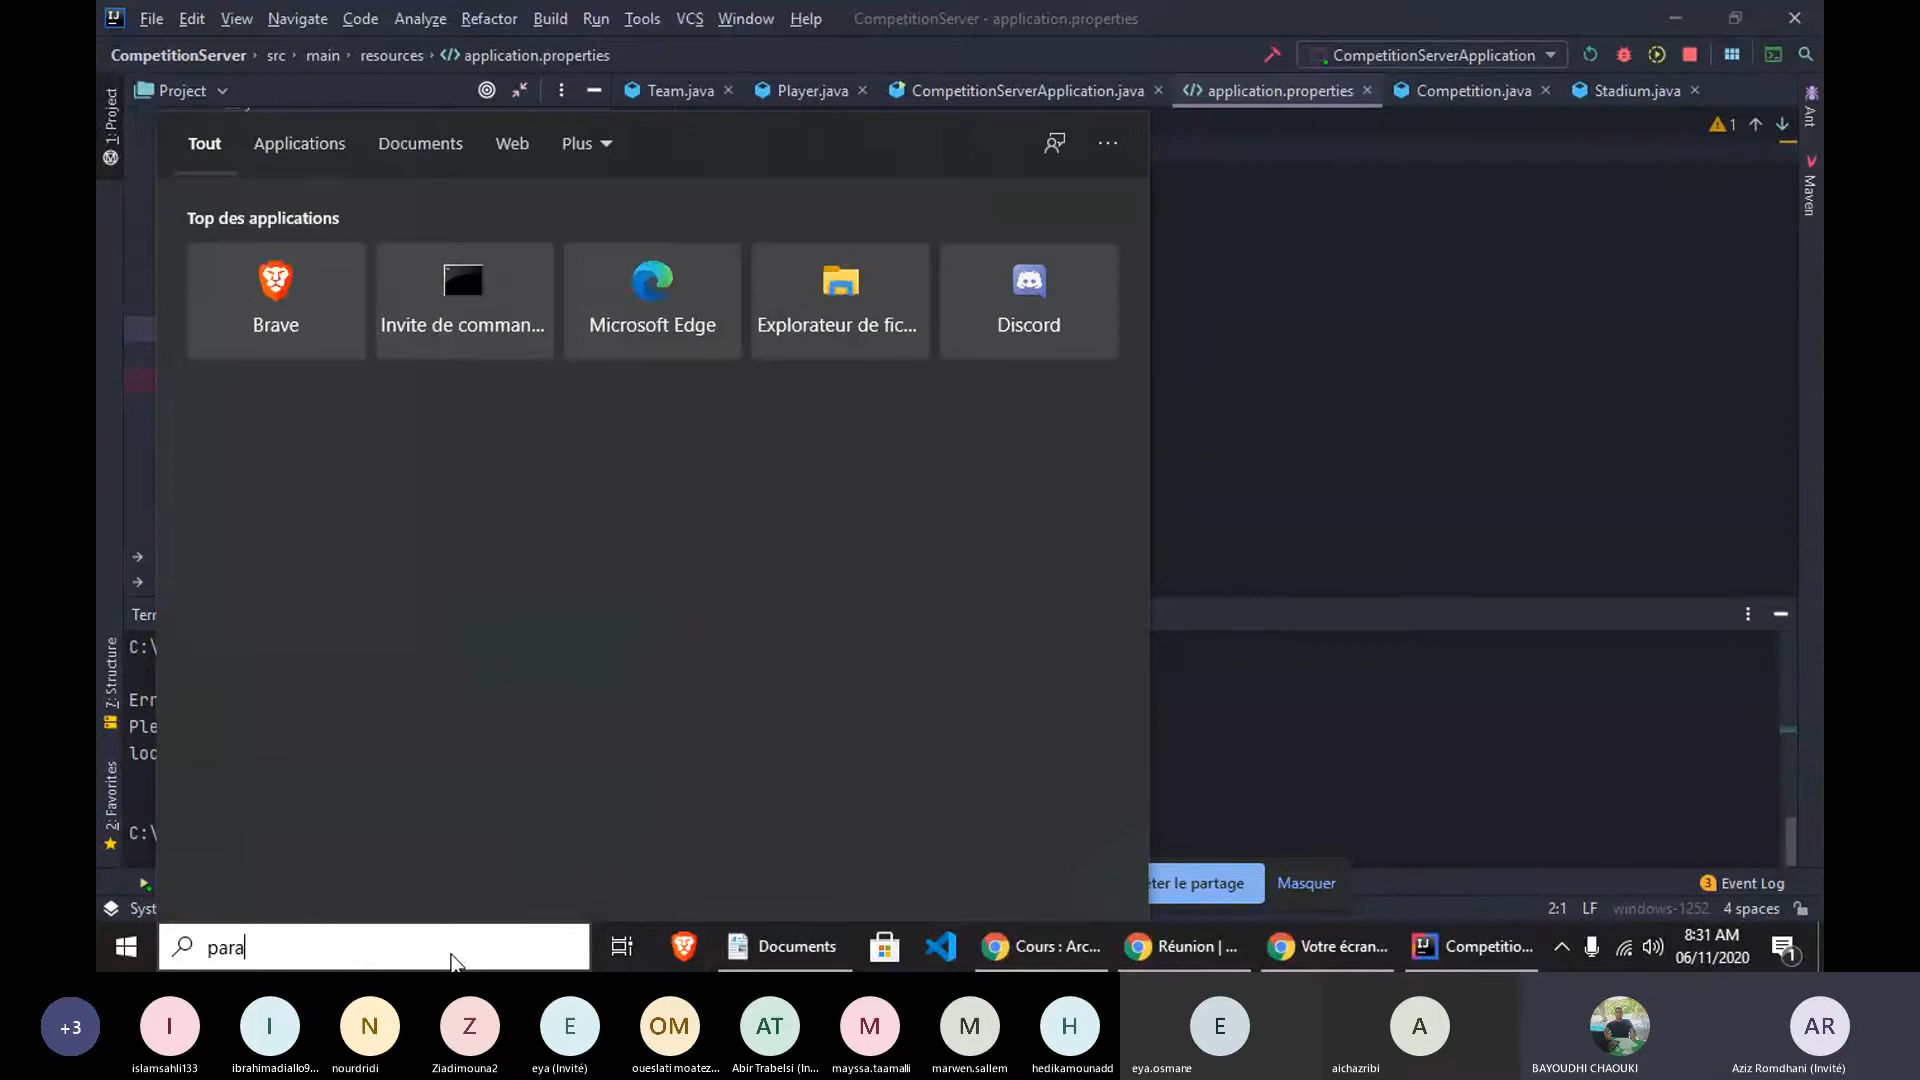 File Edit View Navigate Code Analyze Refactor Build Run Tools VCS Window Help CompetitionServer - application.properties
CompetitionServer src main resources application.properties CompetitionServerApplication
Project Team.java Player.java CompetitionServerApplication.java application.properties Competition.java Stadium.java
1: Project
Ant
Maven
1
Tout Applications Documents Web Plus
Top des applications
Brave
Invite de comman...
Microsoft Edge
Explorateur de fic...
Discord
7: Structure
2: Favorites
Terr
C:\
Err
Ple
loc
C:\
ter le partage Masquer
3 Event Log
Syst
2:1 LF windows-1252 4 spaces
para
Documents
Cours : Arc...
Réunion | ...
Votre écran...
Competitio...
8:31 AM
06/11/2020
1
+3 I I N Z E OM AT M M H E A AR
islamsahli133 ibrahimadiallo9... nourdridi Ziadimouna2 eya (Invité) oueslati moatez... Abir Trabelsi (In... mayssa.taamalli marwen.sallem hedikamounadd eya.osmane aichazribi BAYOUDHI CHAOUKI Aziz Romdhani (Invité)